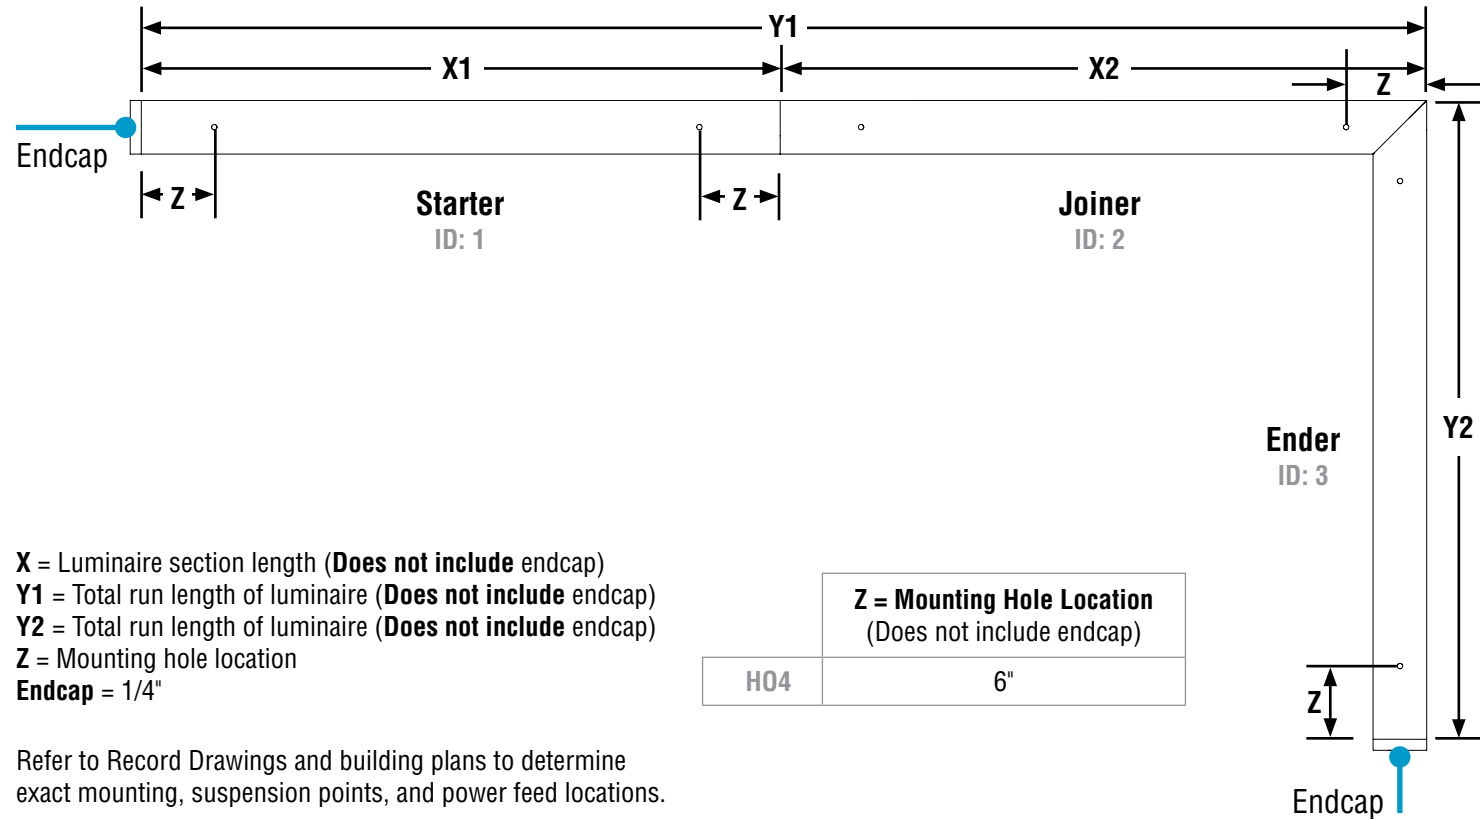 Y1
X1
X2
Z
Endcap
Z
Starter
ID: 1
Z
Joiner
ID: 2
Ender
ID: 3
Y2
X = Luminaire section length (Does not include endcap)
Y1 = Total run length of luminaire (Does not include endcap)
Y2 = Total run length of luminaire (Does not include endcap)
Z = Mounting hole location
Endcap = 1/4"
Z = Mounting Hole Location
(Does not include endcap)
HO4
6"
Z
Refer to Record Drawings and building plans to determine
exact mounting, suspension points, and power feed locations.
Endcap